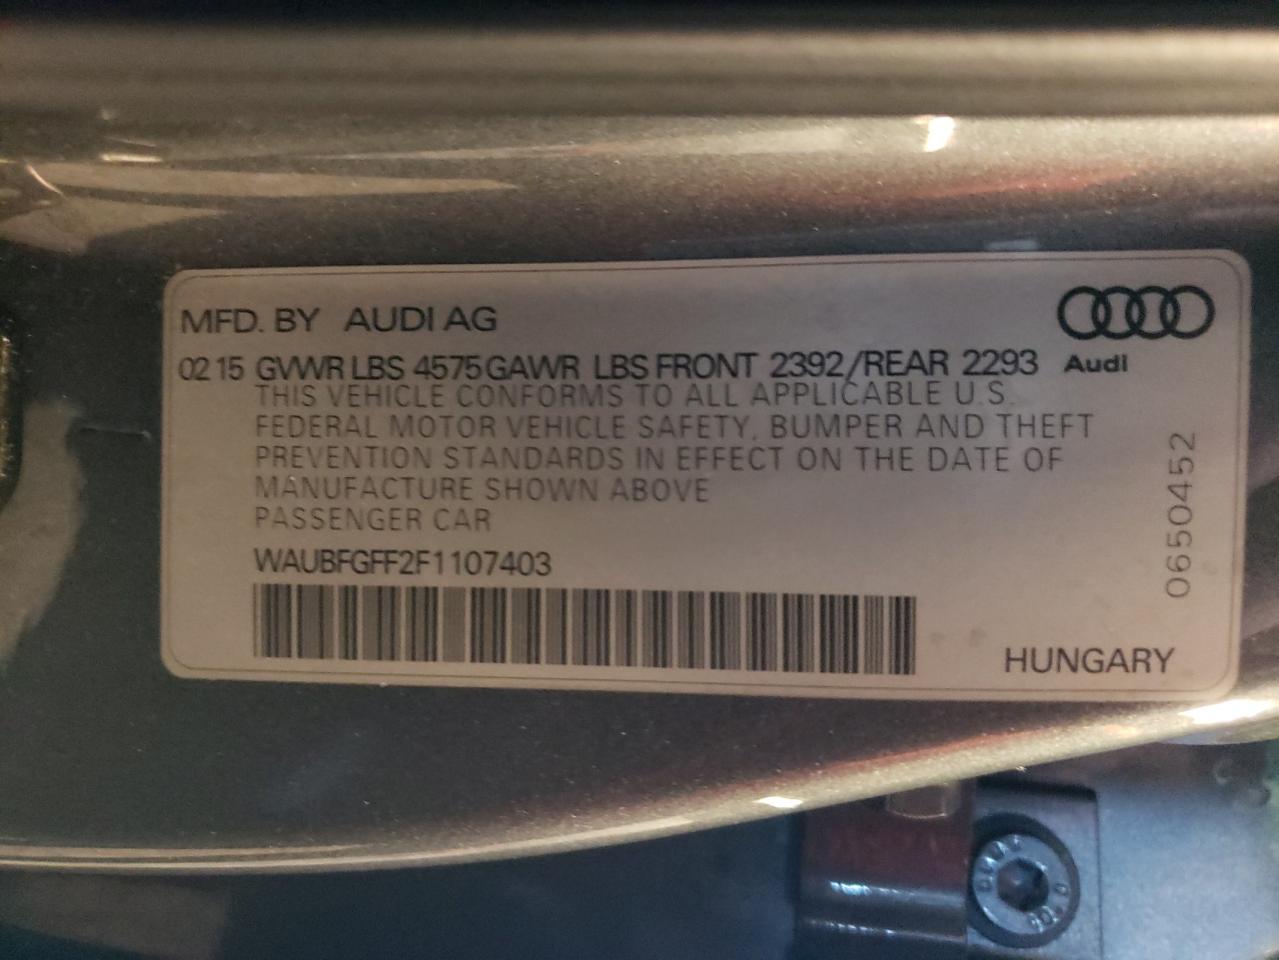 MFD. BY AUDI AG
02 15 GVWR LBS 4575 GAWR LBS FRONT 2392/REAR 2293
Audi
THIS VEHICLE CONFORMS TO ALL APPLICABLE U.S.
FEDERAL MOTOR VEHICLE SAFETY, BUMPER AND THEFT
PREVENTION STANDARDS IN EFFECT ON THE DATE OF
MANUFACTURE SHOWN ABOVE
PASSENGER CAR
WAUBFGFF2F1107403
0650452
HUNGARY